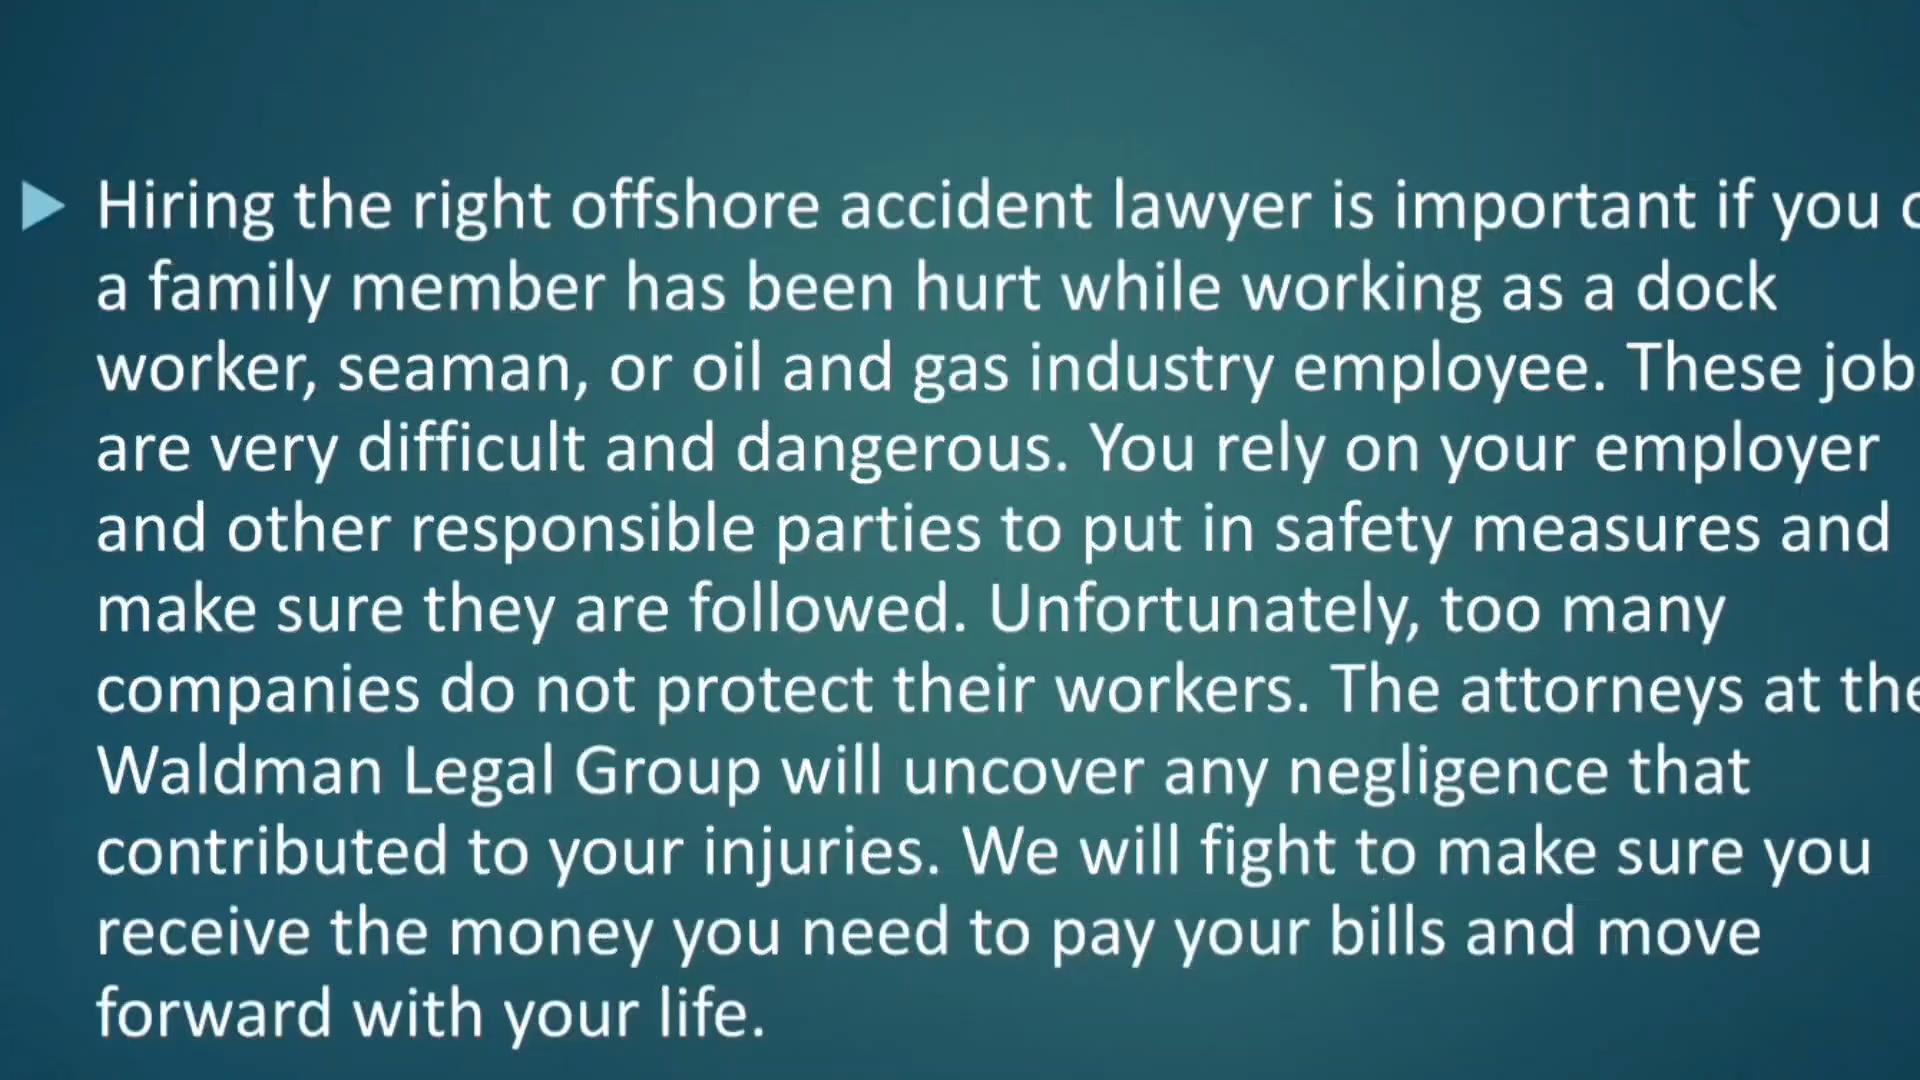 Hiring the right offshore accident lawyer is important if you
a family member has been hurt while working as a dock
worker, seaman, or oil and gas industry employee. These job
are very difficult and dangerous. You rely on your employer
and other responsible parties to put in safety measures and
make sure they are followed. Unfortunately, too many
companies do not protect their workers. The attorneys at the
Waldman Legal Group will uncover any negligence that
contributed to your injuries. We will fight to make sure you
receive the money you need to pay your bills and move
forward with your life.